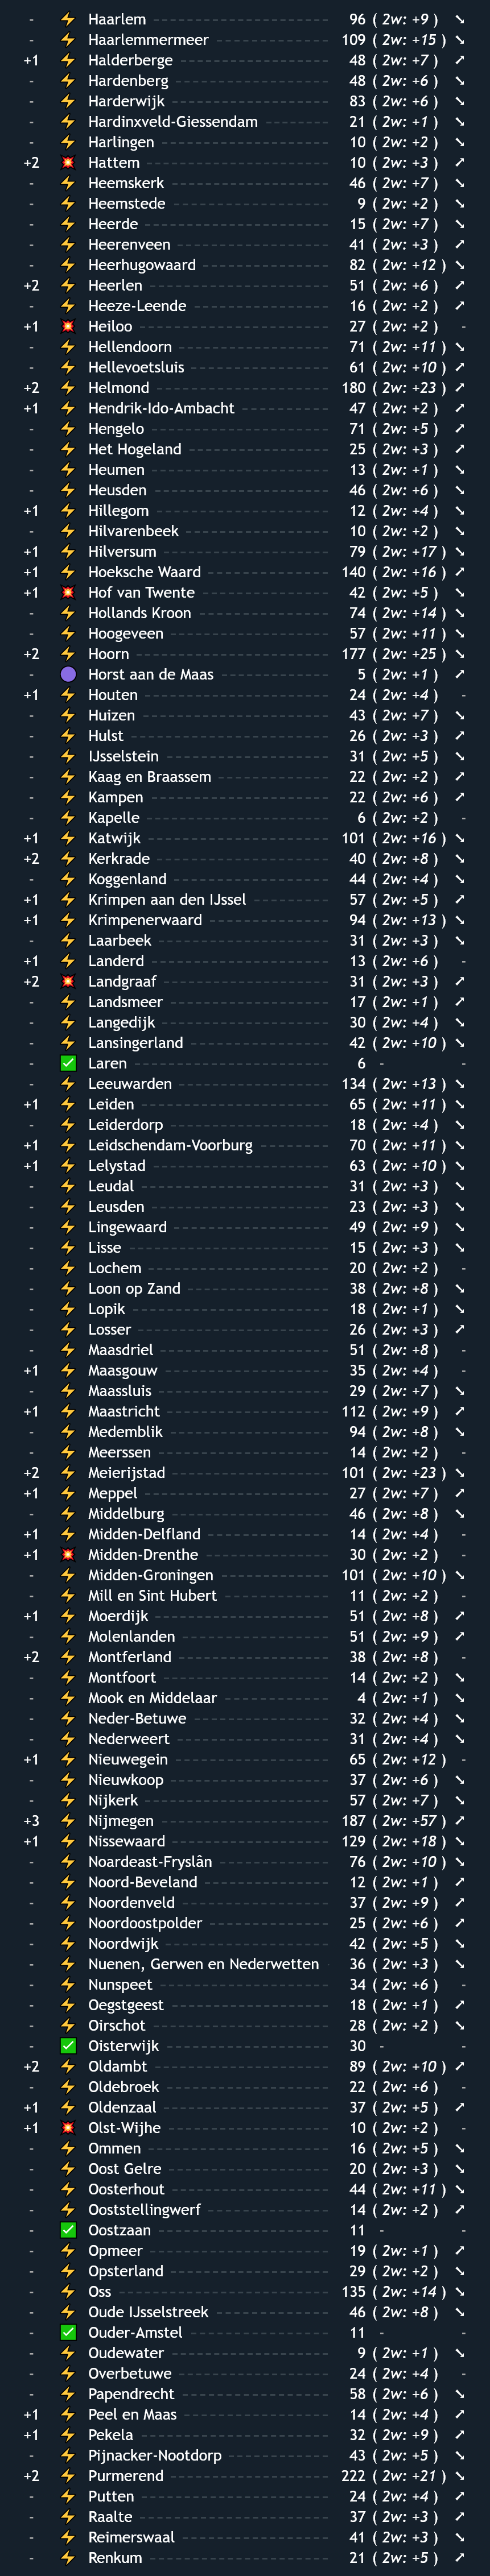 - ⚡ Haarlem 96 ( 2w: +9 ) ↘
- ⚡ Haarlemmermeer 109 ( 2w: +15 ) ↘
+1 ⚡ Halderberge 48 ( 2w: +7 ) ↗
- ⚡ Hardenberg 48 ( 2w: +6 ) ↘
- ⚡ Harderwijk 83 ( 2w: +6 ) ↘
- ⚡ Hardinxveld-Giessendam 21 ( 2w: +1 ) ↘
- ⚡ Harlingen 10 ( 2w: +2 ) ↘
+2 💥 Hattem 10 ( 2w: +3 ) ↗
- ⚡ Heemskerk 46 ( 2w: +7 ) ↘
- ⚡ Heemstede 9 ( 2w: +2 ) ↘
- ⚡ Heerde 15 ( 2w: +7 ) ↘
- ⚡ Heerenveen 41 ( 2w: +3 ) ↗
- ⚡ Heerhugowaard 82 ( 2w: +12 ) ↘
+2 ⚡ Heerlen 51 ( 2w: +6 ) ↗
- ⚡ Heeze-Leende 16 ( 2w: +2 ) ↗
+1 💥 Heiloo 27 ( 2w: +2 ) -
- ⚡ Hellendoorn 71 ( 2w: +11 ) ↘
- ⚡ Hellevoetsluis 61 ( 2w: +10 ) ↗
+2 ⚡ Helmond 180 ( 2w: +23 ) ↗
+1 ⚡ Hendrik-Ido-Ambacht 47 ( 2w: +2 ) ↗
- ⚡ Hengelo 71 ( 2w: +5 ) ↗
- ⚡ Het Hogeland 25 ( 2w: +3 ) ↗
- ⚡ Heumen 13 ( 2w: +1 ) ↘
- ⚡ Heusden 46 ( 2w: +6 ) ↘
+1 ⚡ Hillegom 12 ( 2w: +4 ) ↘
- ⚡ Hilvarenbeek 10 ( 2w: +2 ) ↘
+1 ⚡ Hilversum 79 ( 2w: +17 ) ↘
+1 ⚡ Hoeksche Waard 140 ( 2w: +16 ) ↗
+1 💥 Hof van Twente 42 ( 2w: +5 ) ↘
- ⚡ Hollands Kroon 74 ( 2w: +14 ) ↘
- ⚡ Hoogeveen 57 ( 2w: +11 ) ↘
+2 ⚡ Hoorn 177 ( 2w: +25 ) ↘
- 🟣 Horst aan de Maas 5 ( 2w: +1 ) ↗
+1 ⚡ Houten 24 ( 2w: +4 ) -
- ⚡ Huizen 43 ( 2w: +7 ) ↘
- ⚡ Hulst 26 ( 2w: +3 ) ↗
- ⚡ IJsselstein 31 ( 2w: +5 ) ↘
- ⚡ Kaag en Braassem 22 ( 2w: +2 ) ↗
- ⚡ Kampen 22 ( 2w: +6 ) ↗
- ⚡ Kapelle 6 ( 2w: +2 ) -
+1 ⚡ Katwijk 101 ( 2w: +16 ) ↘
+2 ⚡ Kerkrade 40 ( 2w: +8 ) ↘
- ⚡ Koggenland 44 ( 2w: +4 ) ↘
+1 ⚡ Krimpen aan den IJssel 57 ( 2w: +5 ) ↗
+1 ⚡ Krimpenerwaard 94 ( 2w: +13 ) ↘
- ⚡ Laarbeek 31 ( 2w: +3 ) ↘
+1 ⚡ Landerd 13 ( 2w: +6 ) -
+2 💥 Landgraaf 31 ( 2w: +3 ) ↗
- ⚡ Landsmeer 17 ( 2w: +1 ) ↗
- ⚡ Langedijk 30 ( 2w: +4 ) ↘
- ⚡ Lansingerland 42 ( 2w: +10 ) ↘
- ✅ Laren 6 - -
- ⚡ Leeuwarden 134 ( 2w: +13 ) ↘
+1 ⚡ Leiden 65 ( 2w: +11 ) ↘
- ⚡ Leiderdorp 18 ( 2w: +4 ) ↘
+1 ⚡ Leidschendam-Voorburg 70 ( 2w: +11 ) ↘
+1 ⚡ Lelystad 63 ( 2w: +10 ) ↘
- ⚡ Leudal 31 ( 2w: +3 ) ↘
- ⚡ Leusden 23 ( 2w: +3 ) ↘
- ⚡ Lingewaard 49 ( 2w: +9 ) ↘
- ⚡ Lisse 15 ( 2w: +3 ) ↘
- ⚡ Lochem 20 ( 2w: +2 ) -
- ⚡ Loon op Zand 38 ( 2w: +8 ) ↘
- ⚡ Lopik 18 ( 2w: +1 ) ↘
- ⚡ Losser 26 ( 2w: +3 ) ↗
- ⚡ Maasdriel 51 ( 2w: +8 ) -
+1 ⚡ Maasgouw 35 ( 2w: +4 ) -
- ⚡ Maassluis 29 ( 2w: +7 ) ↘
+1 ⚡ Maastricht 112 ( 2w: +9 ) ↗
- ⚡ Medemblik 94 ( 2w: +8 ) ↘
- ⚡ Meerssen 14 ( 2w: +2 ) -
+2 ⚡ Meierijstad 101 ( 2w: +23 ) ↘
+1 ⚡ Meppel 27 ( 2w: +7 ) ↗
- ⚡ Middelburg 46 ( 2w: +8 ) ↘
+1 ⚡ Midden-Delfland 14 ( 2w: +4 ) -
+1 💥 Midden-Drenthe 30 ( 2w: +2 ) -
- ⚡ Midden-Groningen 101 ( 2w: +10 ) ↘
- ⚡ Mill en Sint Hubert 11 ( 2w: +2 ) -
+1 ⚡ Moerdijk 51 ( 2w: +8 ) ↗
- ⚡ Molenlanden 51 ( 2w: +9 ) ↗
+2 ⚡ Montferland 38 ( 2w: +8 ) -
- ⚡ Montfoort 14 ( 2w: +2 ) ↘
- ⚡ Mook en Middelaar 4 ( 2w: +1 ) ↘
- ⚡ Neder-Betuwe 32 ( 2w: +4 ) ↘
- ⚡ Nederweert 31 ( 2w: +4 ) ↘
+1 ⚡ Nieuwegein 65 ( 2w: +12 ) -
- ⚡ Nieuwkoop 37 ( 2w: +6 ) ↘
- ⚡ Nijkerk 57 ( 2w: +7 ) ↘
+3 ⚡ Nijmegen 187 ( 2w: +57 ) ↗
+1 ⚡ Nissewaard 129 ( 2w: +18 ) ↘
- ⚡ Noardeast-Fryslân 76 ( 2w: +10 ) ↘
- ⚡ Noord-Beveland 12 ( 2w: +1 ) ↗
- ⚡ Noordenveld 37 ( 2w: +9 ) ↗
- ⚡ Noordoostpolder 25 ( 2w: +6 ) ↗
- ⚡ Noordwijk 42 ( 2w: +5 ) ↘
- ⚡ Nuenen, Gerwen en Nederwetten 36 ( 2w: +3 ) ↘
- ⚡ Nunspeet 34 ( 2w: +6 ) -
- ⚡ Oegstgeest 18 ( 2w: +1 ) ↗
- ⚡ Oirschot 28 ( 2w: +2 ) ↘
- ✅ Oisterwijk 30 - -
+2 ⚡ Oldambt 89 ( 2w: +10 ) ↗
- ⚡ Oldebroek 22 ( 2w: +6 ) -
+1 ⚡ Oldenzaal 37 ( 2w: +5 ) ↗
+1 💥 Olst-Wijhe 10 ( 2w: +2 ) -
- ⚡ Ommen 16 ( 2w: +5 ) ↘
- ⚡ Oost Gelre 20 ( 2w: +3 ) ↘
- ⚡ Oosterhout 44 ( 2w: +11 ) ↘
- ⚡ Ooststellingwerf 14 ( 2w: +2 ) ↗
- ✅ Oostzaan 11 - -
- ⚡ Opmeer 19 ( 2w: +1 ) ↗
- ⚡ Opsterland 29 ( 2w: +2 ) ↘
- ⚡ Oss 135 ( 2w: +14 ) ↘
- ⚡ Oude IJsselstreek 46 ( 2w: +8 ) ↘
- ✅ Ouder-Amstel 11 - -
- ⚡ Oudewater 9 ( 2w: +1 ) ↘
- ⚡ Overbetuwe 24 ( 2w: +4 ) -
- ⚡ Papendrecht 58 ( 2w: +6 ) ↘
+1 ⚡ Peel en Maas 14 ( 2w: +4 ) ↗
+1 ⚡ Pekela 32 ( 2w: +9 ) ↗
- ⚡ Pijnacker-Nootdorp 43 ( 2w: +5 ) ↘
+2 ⚡ Purmerend 222 ( 2w: +21 ) ↘
- ⚡ Putten 24 ( 2w: +4 ) ↗
- ⚡ Raalte 37 ( 2w: +3 ) ↗
- ⚡ Reimerswaal 41 ( 2w: +3 ) ↘
- ⚡ Renkum 21 ( 2w: +5 ) ↗